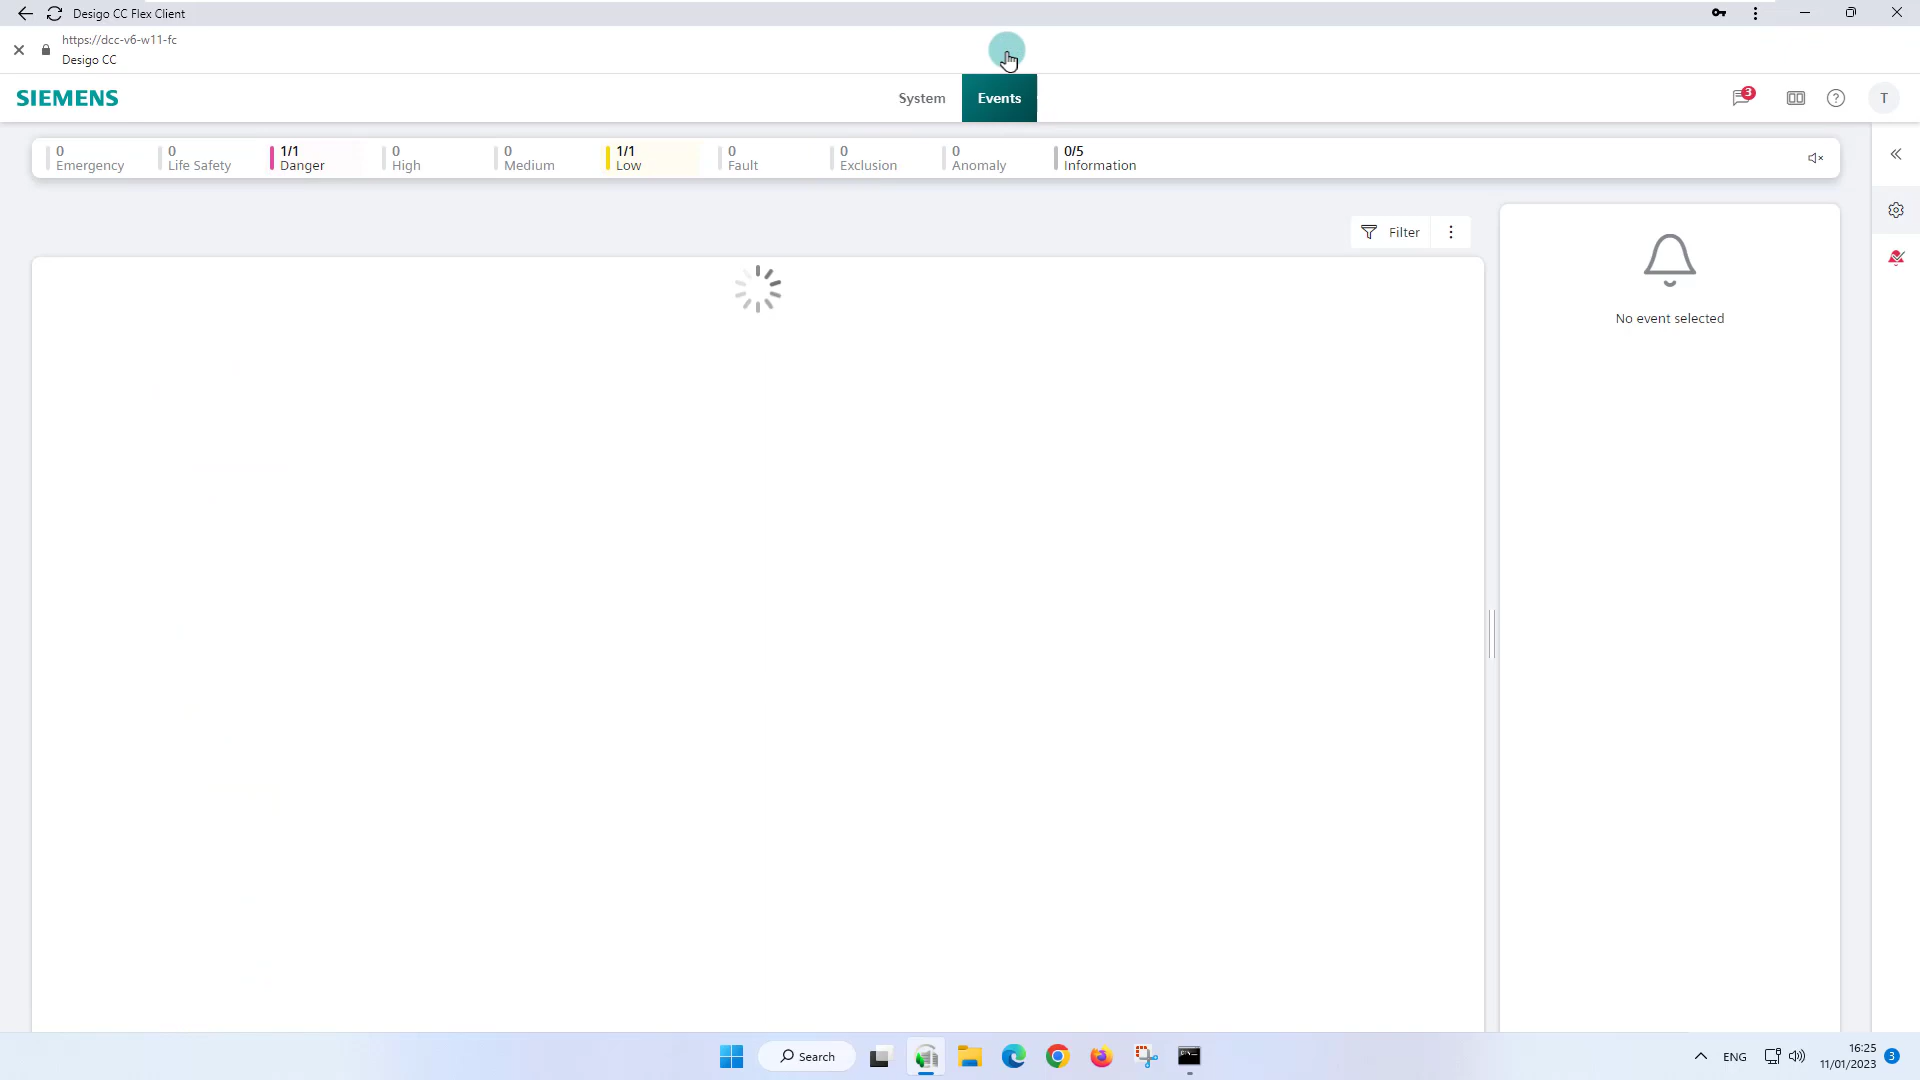 Desigo CC Flex Client
https://dcc-v6-w11-fc
Desigo CC
SIEMENS
System
Events
3
T
0
Emergency
0
Life Safety
1/1
Danger
0
High
0
Medium
1/1
Low
0
Fault
0
Exclusion
0
Anomaly
0/5
Information
Filter
No event selected
Search
ENG
16:25
11/01/2023
3